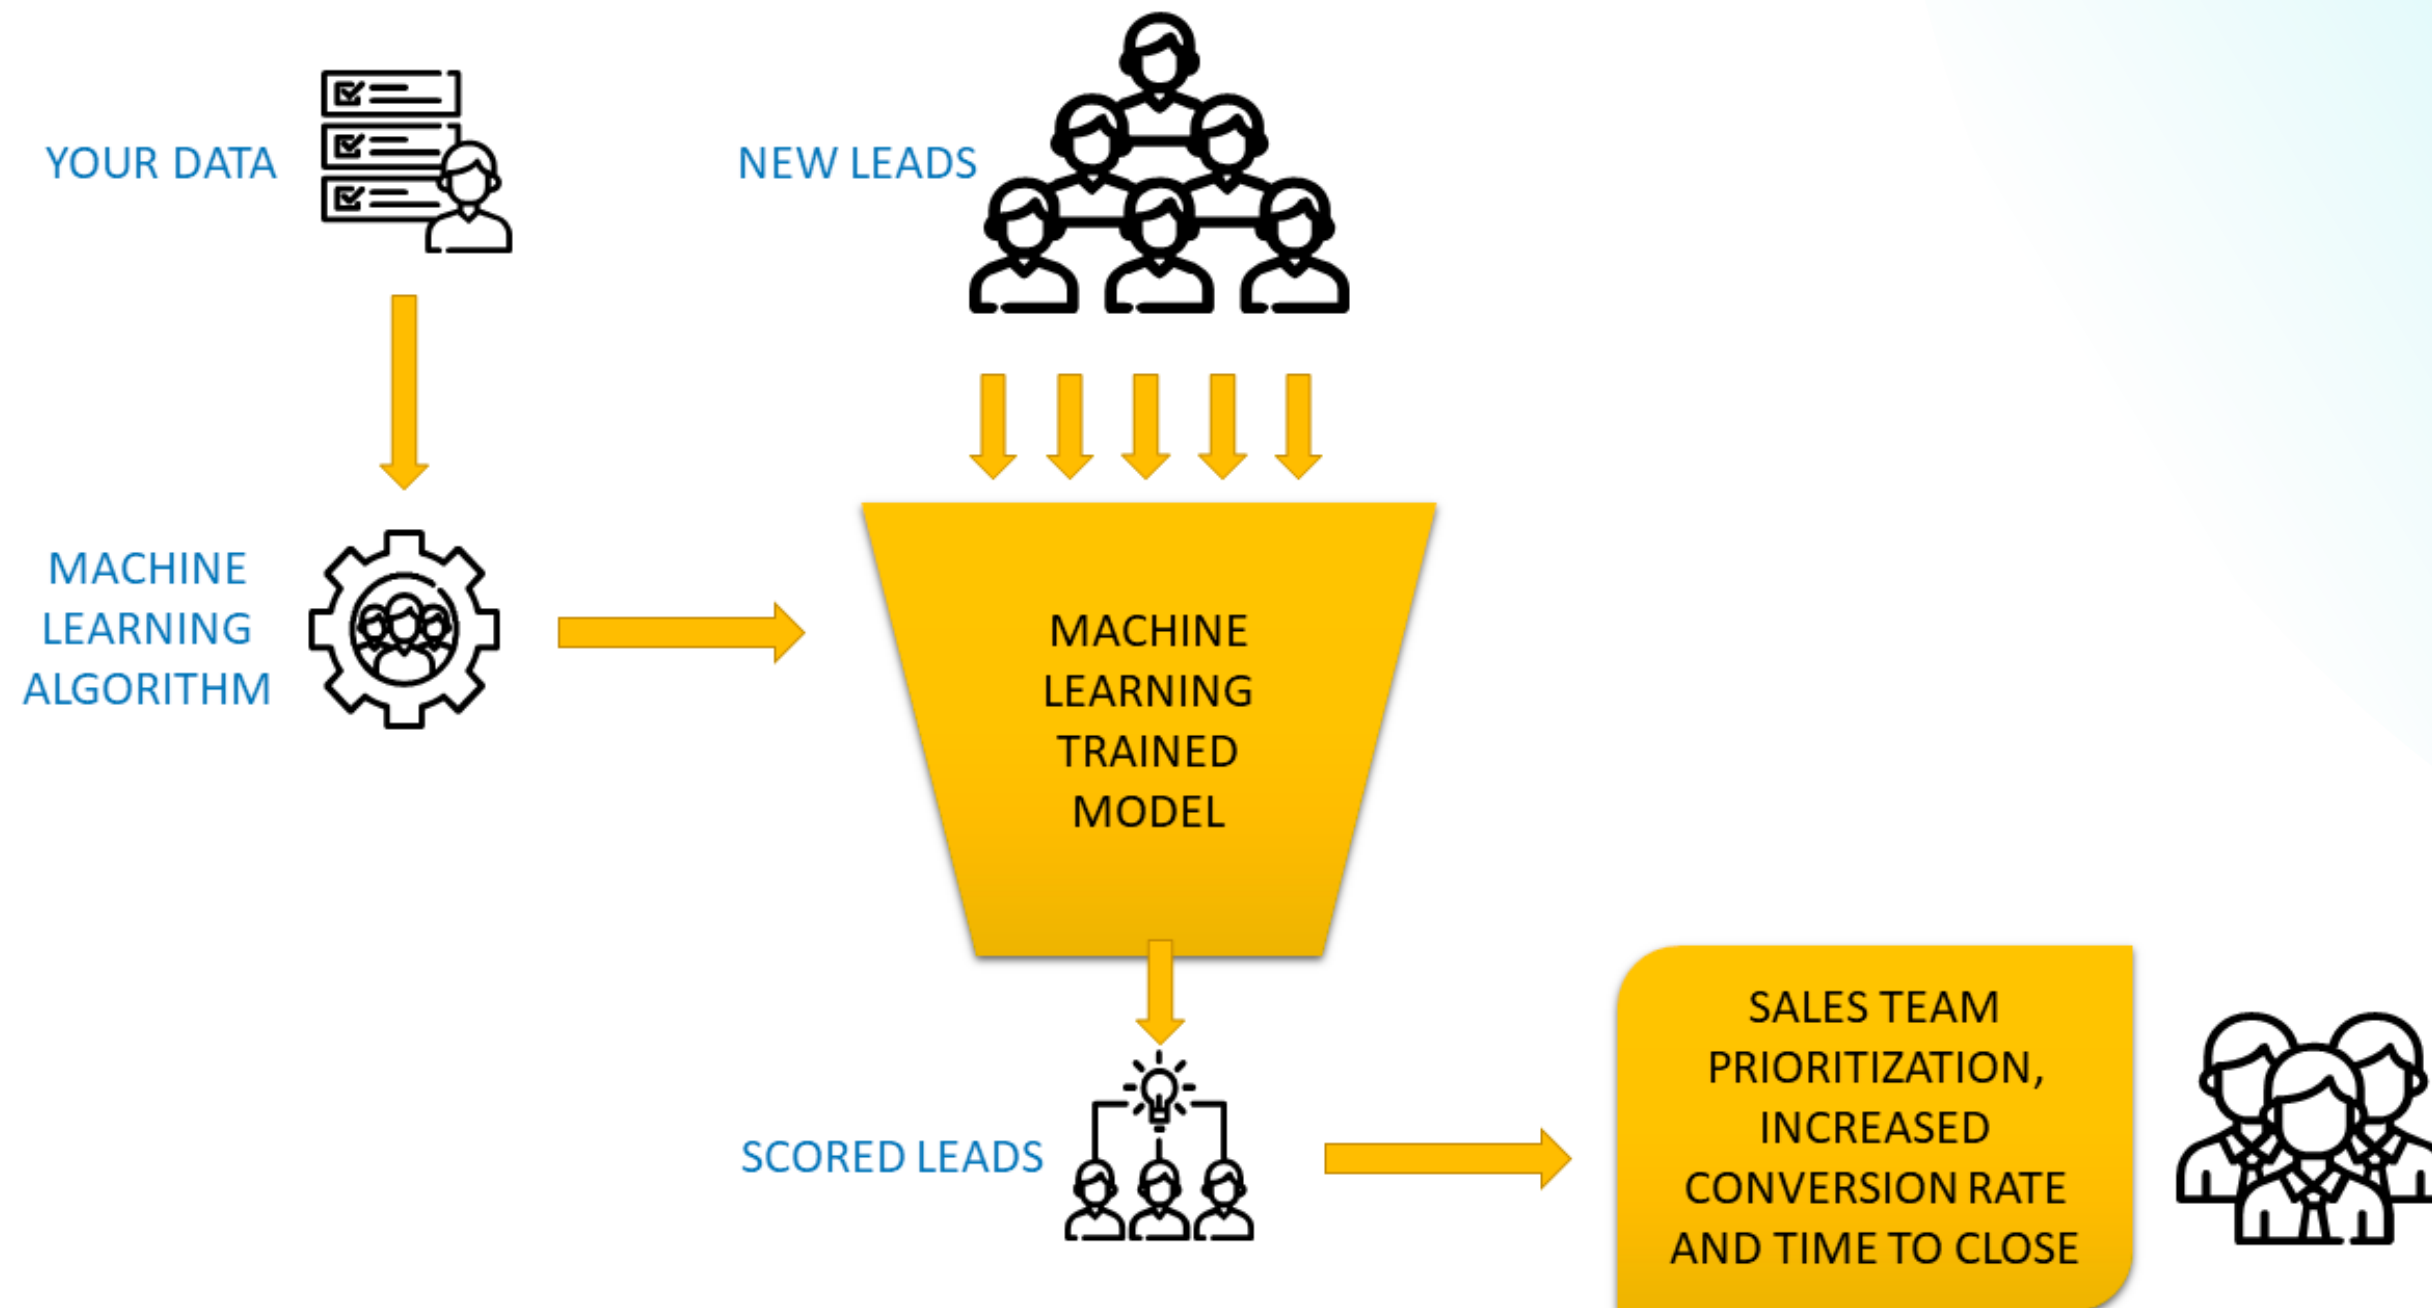 YOUR DATA
NEW LEADS
MACHINE
LEARNING
ALGORITHM
MACHINE
LEARNING
TRAINED
MODEL
SCORED LEADS
SALES TEAM
PRIORITIZATION,
INCREASED
CONVERSION RATE
AND TIME TO CLOSE